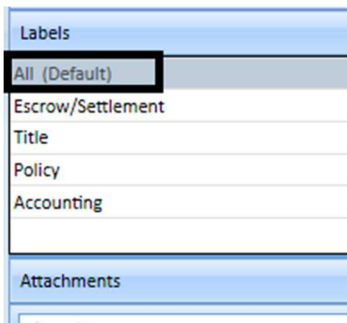 Labels
All (Default)
Escrow/Settlement
Title
Policy
Accounting
Attachments